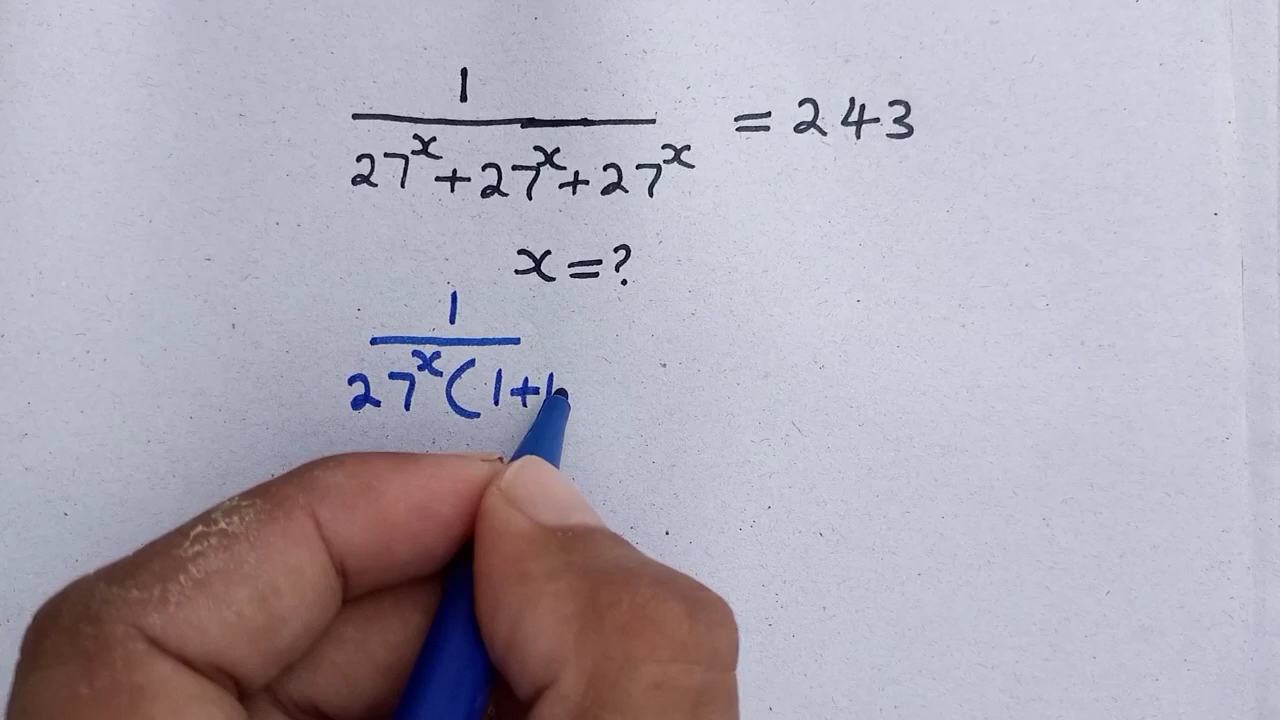 1
27^x + 27^x + 27^x = 243
x = ?
1
27^x (1+1